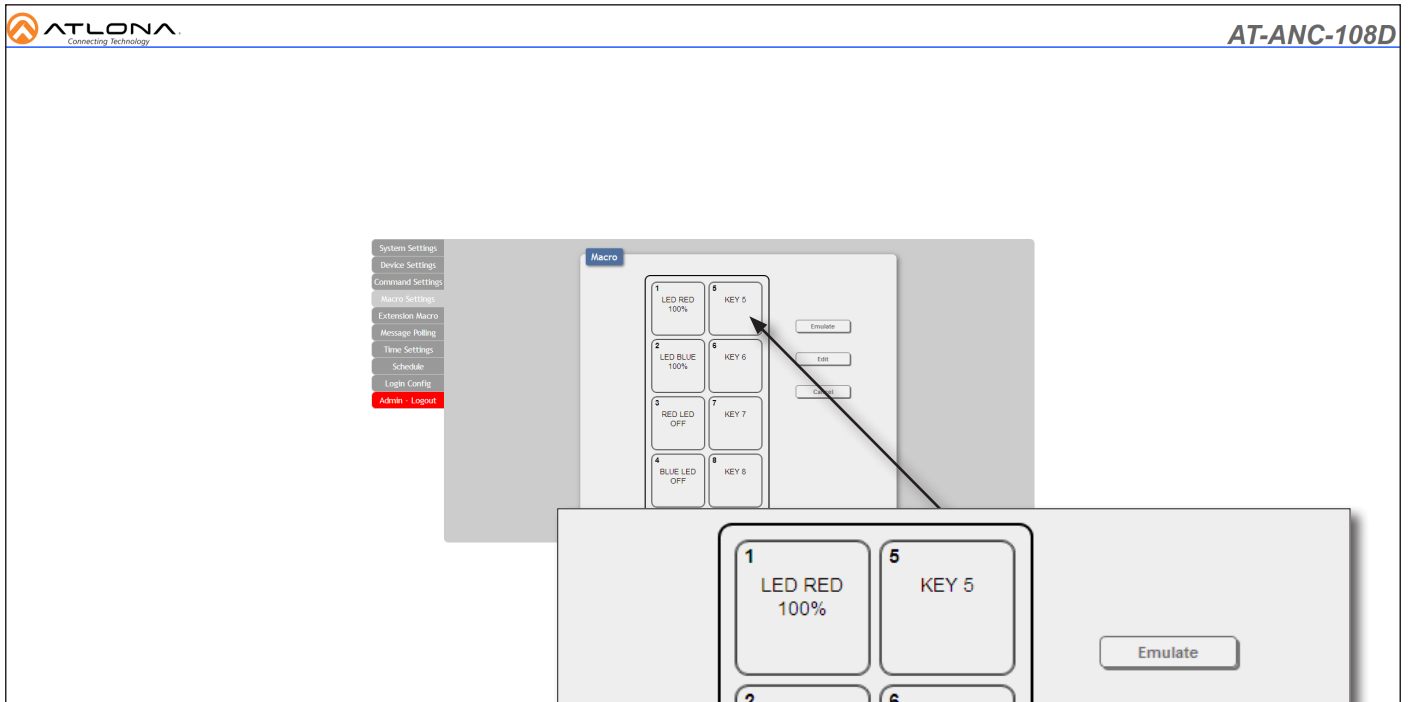 ATLONA.
Connecting Technology
AT-ANC-108D
System Settings
Device Settings
Command Settings
Macro Settings
Extension Macro
Message Polling
Time Settings
Schedule
Login Config
Admin - Logout
Macro
1
LED RED
100%
5
KEY 5
2
LED BLUE
100%
6
KEY 6
3
RED LED
OFF
7
KEY 7
4
BLUE LED
OFF
8
KEY 8
Emulate
Edit
Cancel
1
LED RED
100%
5
KEY 5
Emulate
2
6